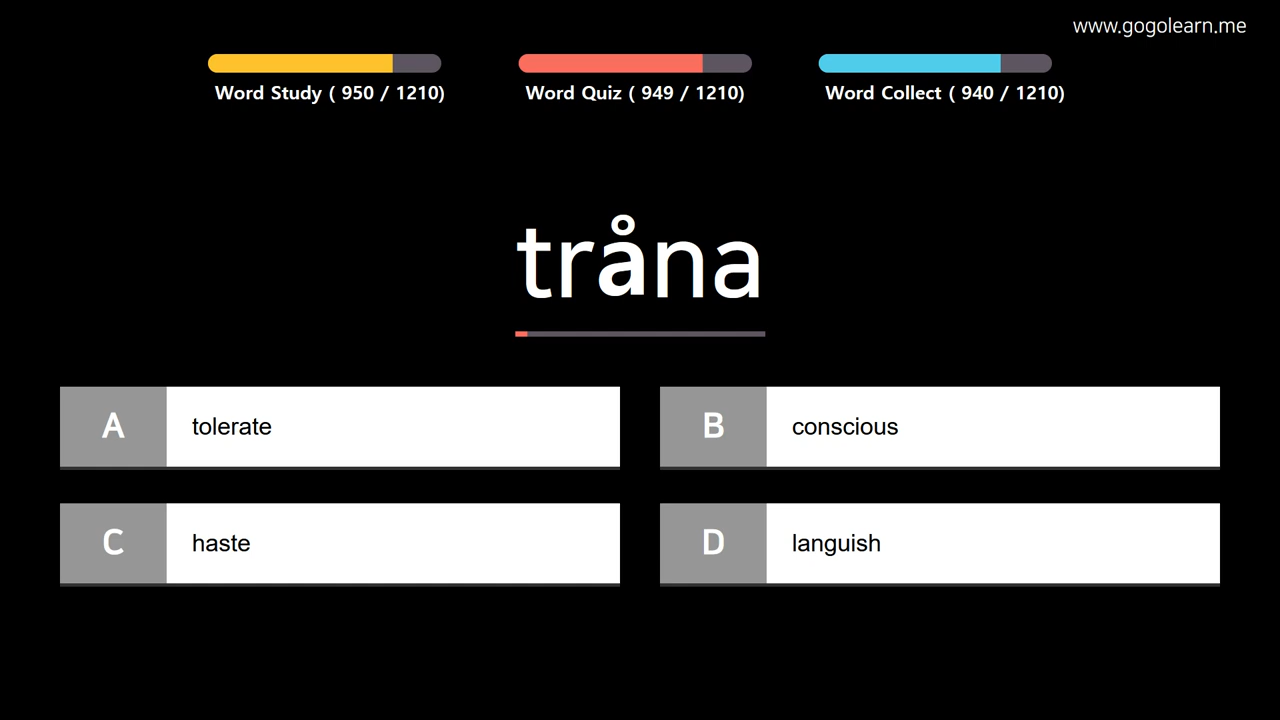 www.gogolearn.me
Word Study ( 950 / 1210)
Word Quiz ( 949 / 1210)
Word Collect ( 940 / 1210)
tråna
A
tolerate
B
conscious
C
haste
D
languish